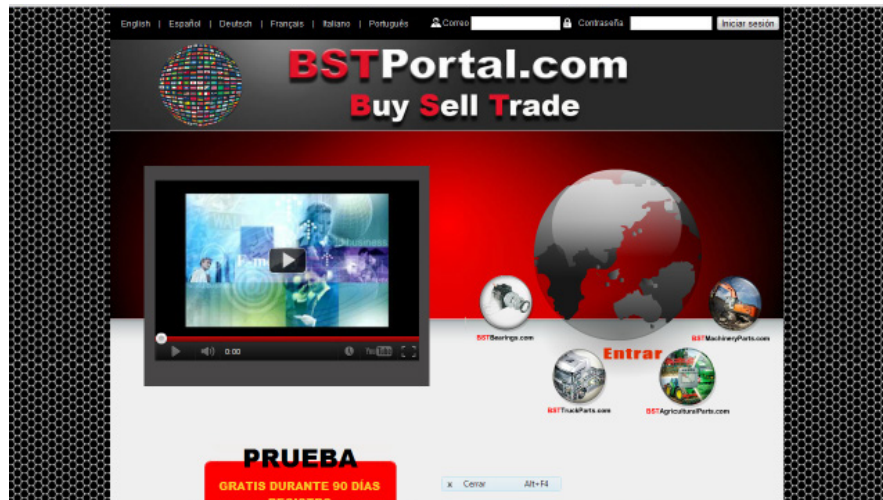 English | Español | Deutsch | Français | Italiano | Português Correo Contraseña Iniciar sesión
BSTPortal.com
Buy Sell Trade
business
E-m
0:00 YouTube
BSTBearings.com
BSTMachineryParts.com
Entrar
BSTTruckParts.com
BSTAgriculturalParts.com
PRUEBA
GRATIS DURANTE 90 DÍAS
x Cerrar Alt+F4